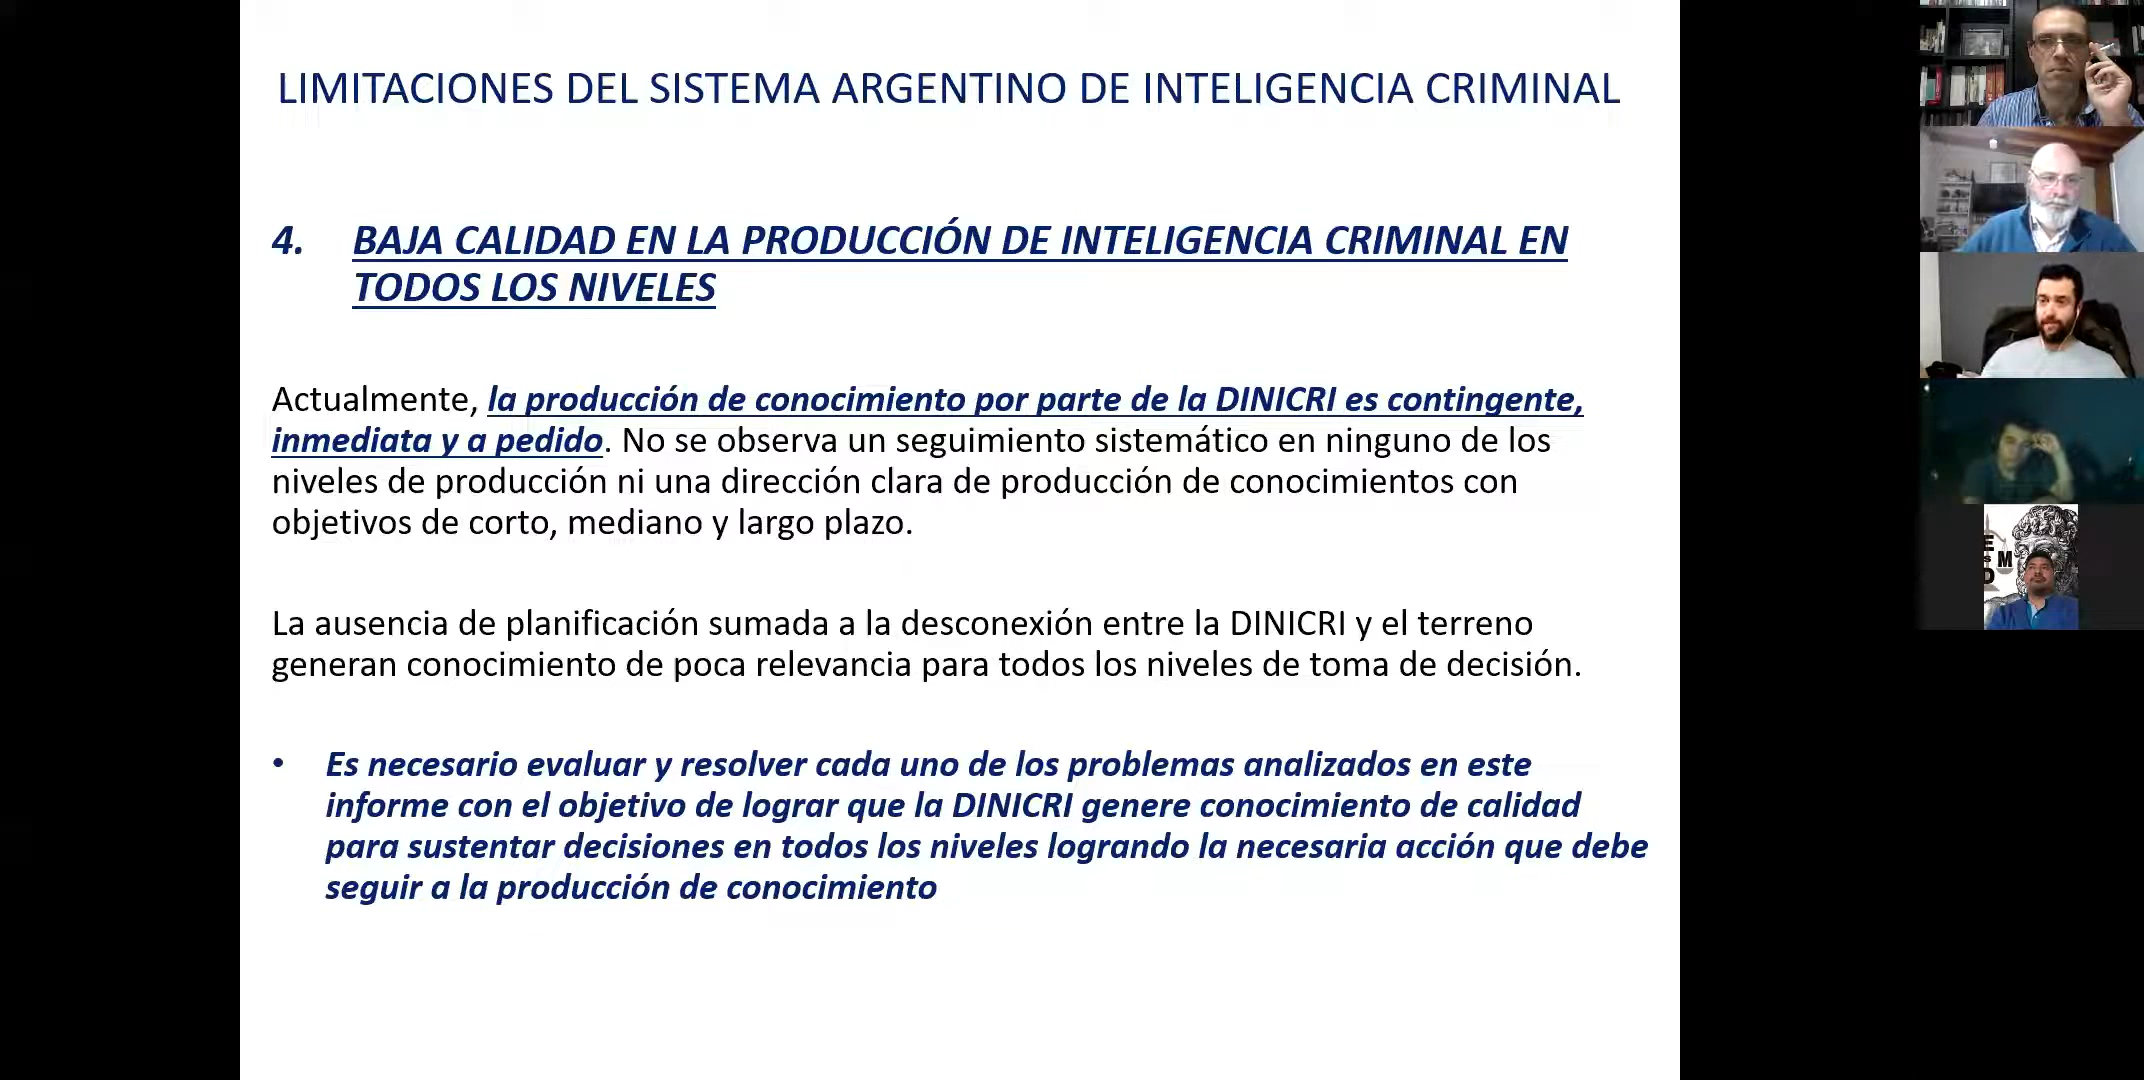 LIMITACIONES DEL SISTEMA ARGENTINO DE INTELIGENCIA CRIMINAL
4. BAJA CALIDAD EN LA PRODUCCIÓN DE INTELIGENCIA CRIMINAL EN
TODOS LOS NIVELES
Actualmente, la producción de conocimiento por parte de la DINICRI es contingente,
inmediata y a pedido. No se observa un seguimiento sistemático en ninguno de los
niveles de producción ni una dirección clara de producción de conocimientos con
objetivos de corto, mediano y largo plazo.
La ausencia de planificación sumada a la desconexión entre la DINICRI y el terreno
generan conocimiento de poca relevancia para todos los niveles de toma de decisión.
• Es necesario evaluar y resolver cada uno de los problemas analizados en este
informe con el objetivo de lograr que la DINICRI genere conocimiento de calidad
para sustentar decisiones en todos los niveles logrando la necesaria acción que debe
seguir a la producción de conocimiento